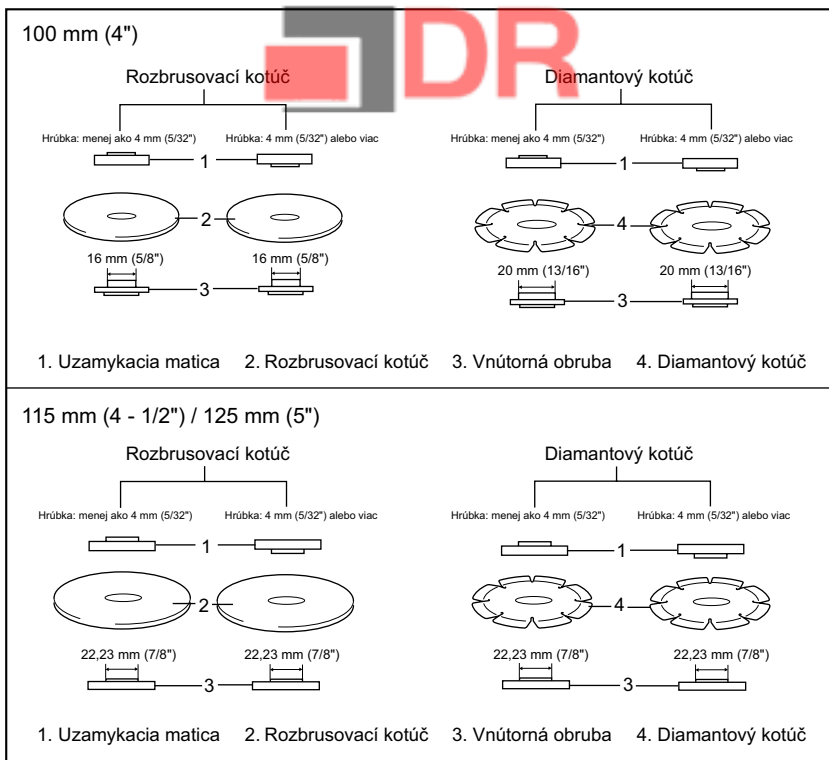 DR
100 mm (4")
Rozbrusovací kotúč Diamantový kotúč
Hrúbka: menej ako 4 mm (5/32") Hrúbka: 4 mm (5/32") alebo viac Hrúbka: menej ako 4 mm (5/32") Hrúbka: 4 mm (5/32") alebo viac
1 1
2 4
16 mm (5/8") 16 mm (5/8") 20 mm (13/16") 20 mm (13/16")
3 3
1. Uzamykacia matica 2. Rozbrusovací kotúč 3. Vnútorná obruba 4. Diamantový kotúč
115 mm (4 - 1/2") / 125 mm (5")
Rozbrusovací kotúč Diamantový kotúč
Hrúbka: menej ako 4 mm (5/32") Hrúbka: 4 mm (5/32") alebo viac Hrúbka: menej ako 4 mm (5/32") Hrúbka: 4 mm (5/32") alebo viac
1 1
2 4
22,23 mm (7/8") 22,23 mm (7/8") 22,23 mm (7/8") 22,23 mm (7/8")
3 3
1. Uzamykacia matica 2. Rozbrusovací kotúč 3. Vnútorná obruba 4. Diamantový kotúč